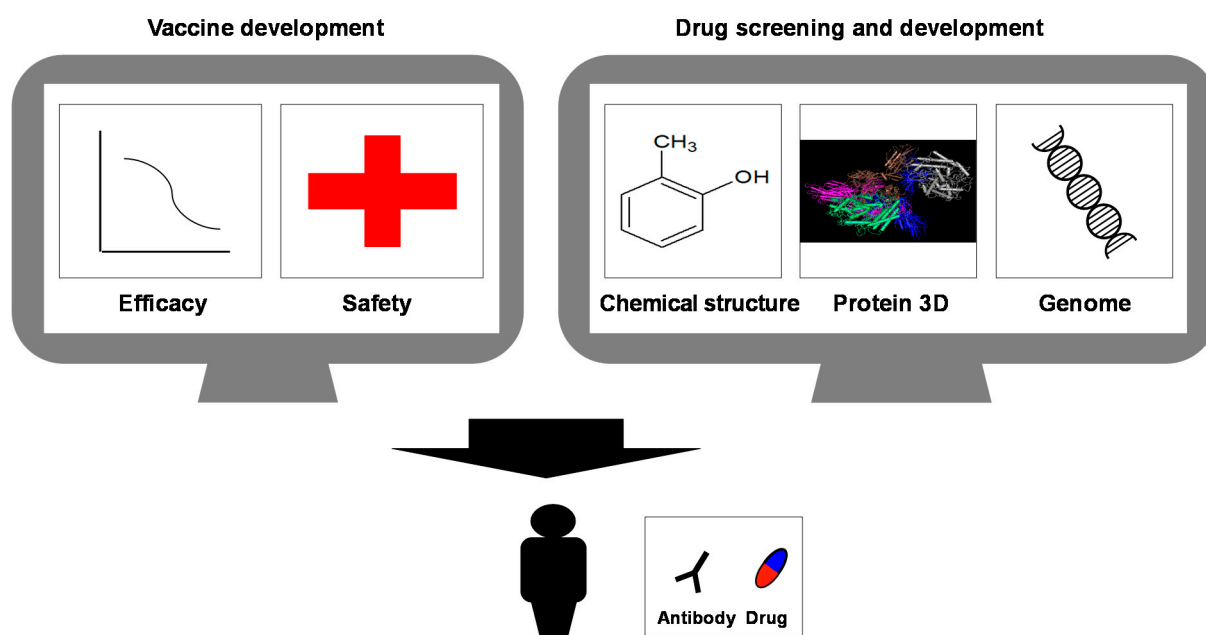 Vaccine development
Drug screening and development
CH₃
OH
Efficacy
Safety
Chemical structure
Protein 3D
Genome
Antibody
Drug